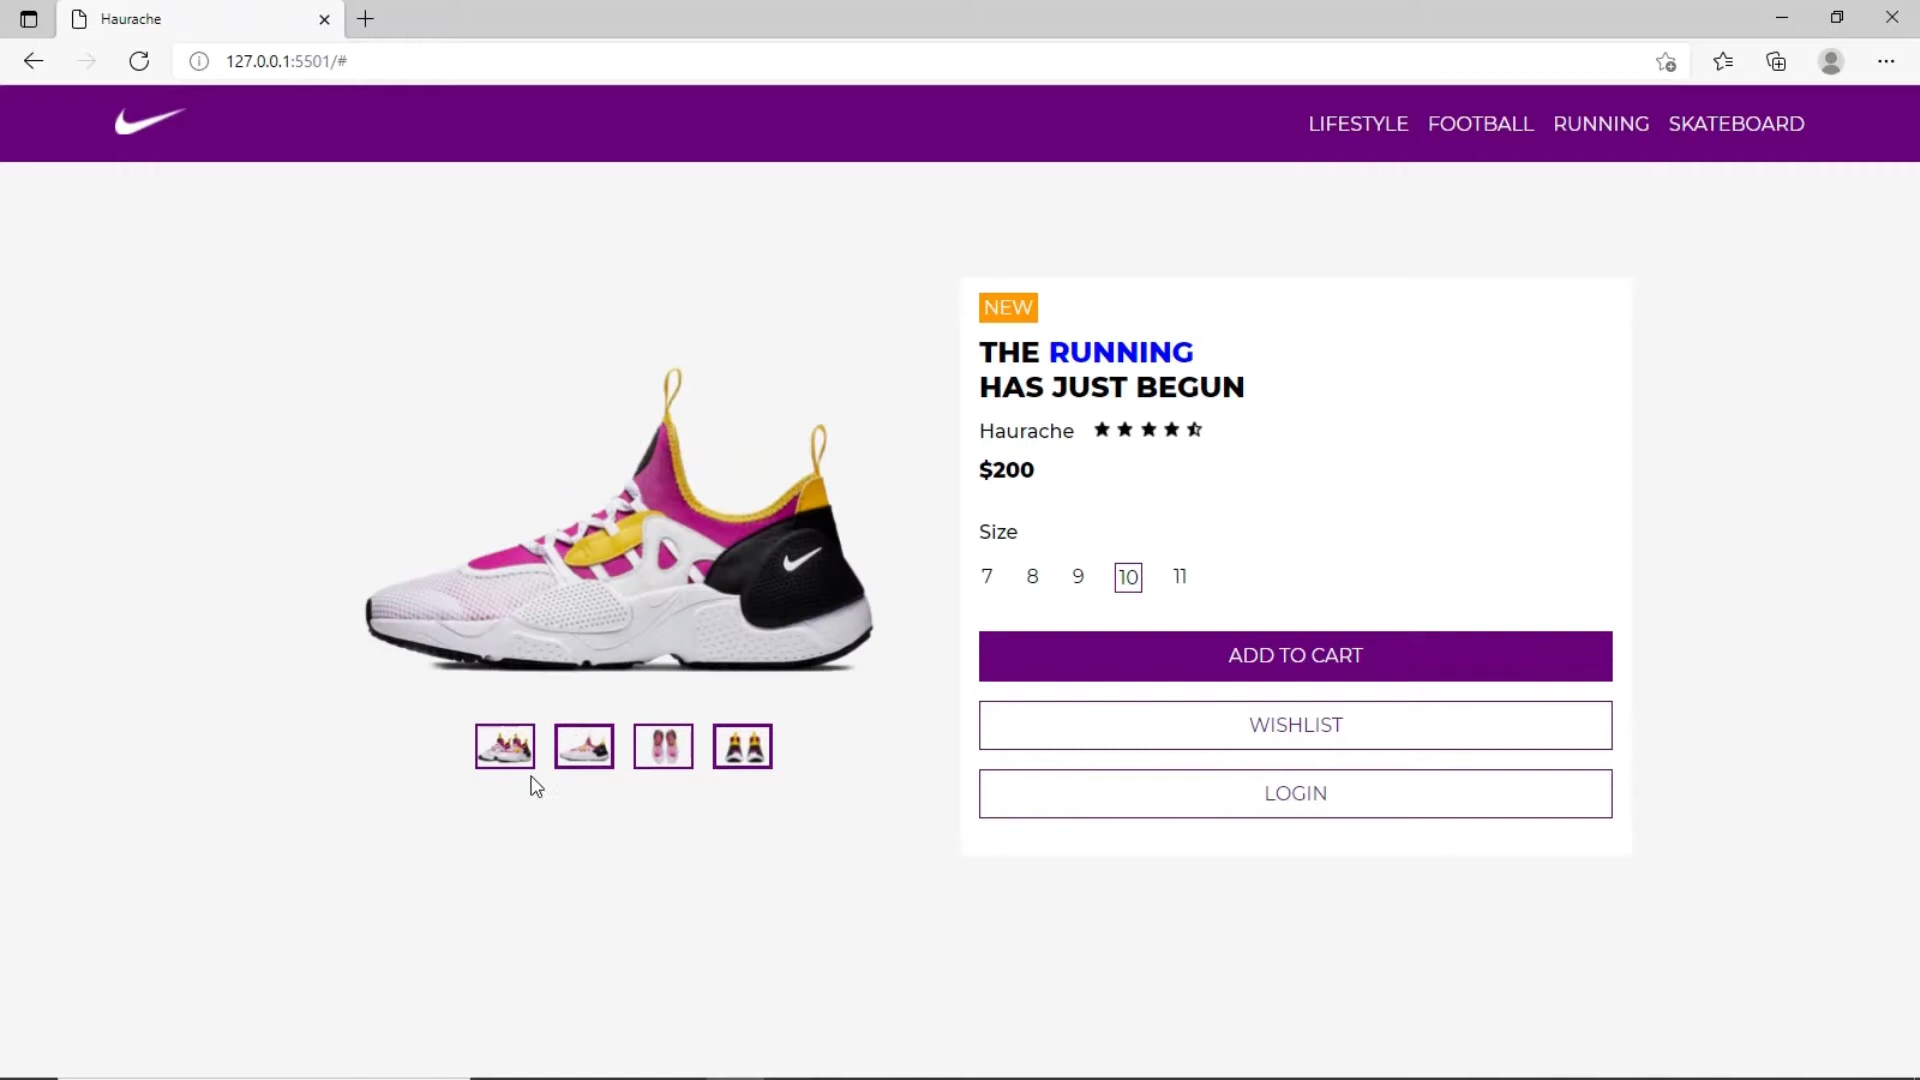 Haurache
127.0.0.1:5501/#
LIFESTYLE FOOTBALL RUNNING SKATEBOARD
NEW
THE RUNNING
HAS JUST BEGUN
Haurache
$200
Size
7 8 9 10 11
ADD TO CART
WISHLIST
LOGIN